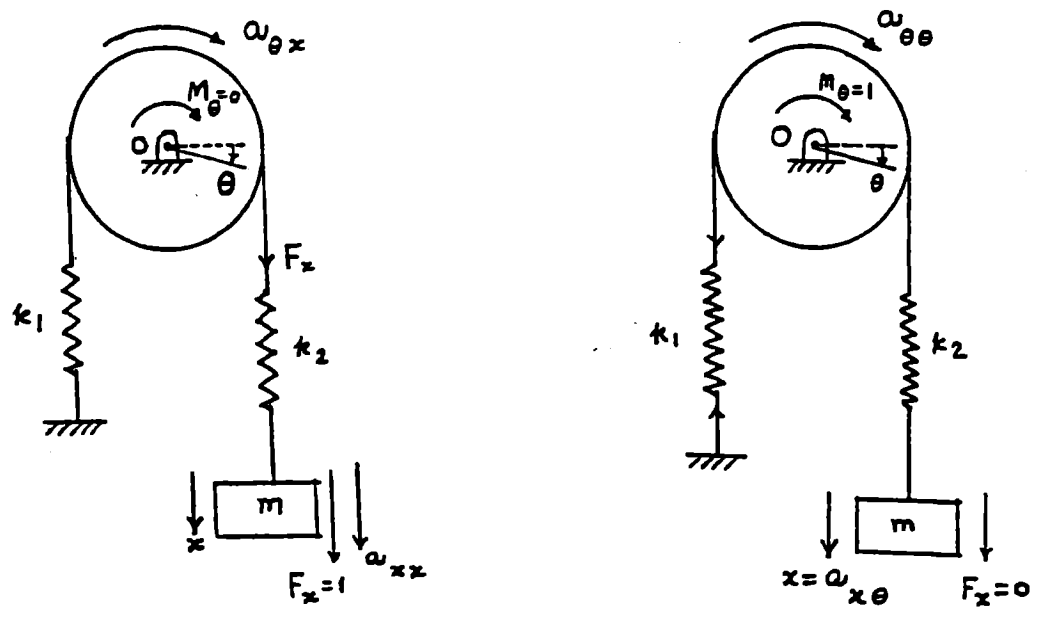 a_θx
M_θ=0
O
θ
F_x
k_1
k_2
x
m
F_x=1
a_xx
a_θθ
m_θ=1
O
θ
k_1
k_2
m
x=a_xθ
F_x=0